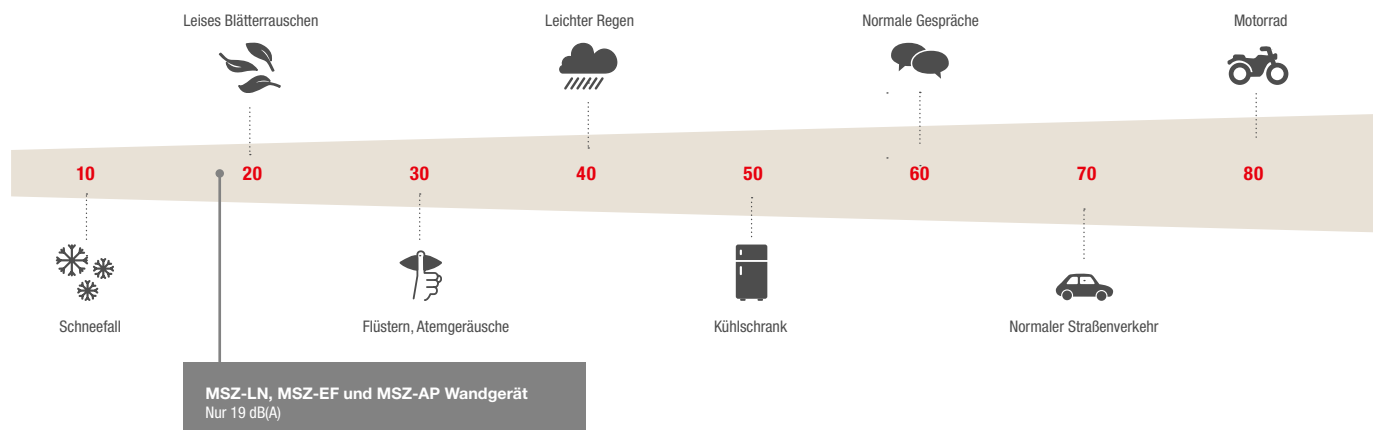 Leises Blätterrauschen
Leichter Regen
Normale Gespräche
Motorrad
10
20
30
40
50
60
70
80
Schneefall
Flüstern, Atemgeräusche
Kühlschrank
Normaler Straßenverkehr
MSZ-LN, MSZ-EF und MSZ-AP Wandgerät
Nur 19 dB(A)